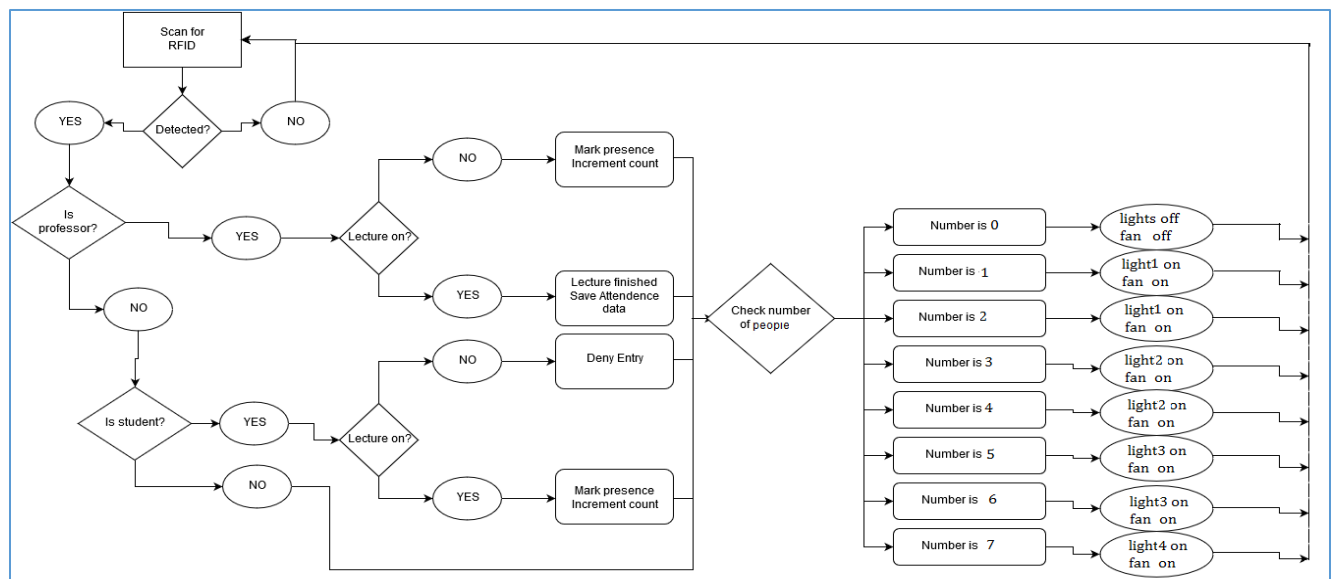 Scan for
RFID
YES
Detected?
NO
NO
Mark presence
Increment count
Is
professor?
YES
Lecture on?
YES
Lecture finished
Save Attendence
data
NO
NO
Deny Entry
Is student?
YES
Lecture on?
NO
YES
Mark presence
Increment count
Check number
of people
Number is 0
lights off
fan off
Number is 1
light1 on
fan on
Number is 2
light1 on
fan on
Number is 3
light2 on
fan on
Number is 4
light2 on
fan on
Number is 5
light3 on
fan on
Number is 6
light3 on
fan on
Number is 7
light4 on
fan on